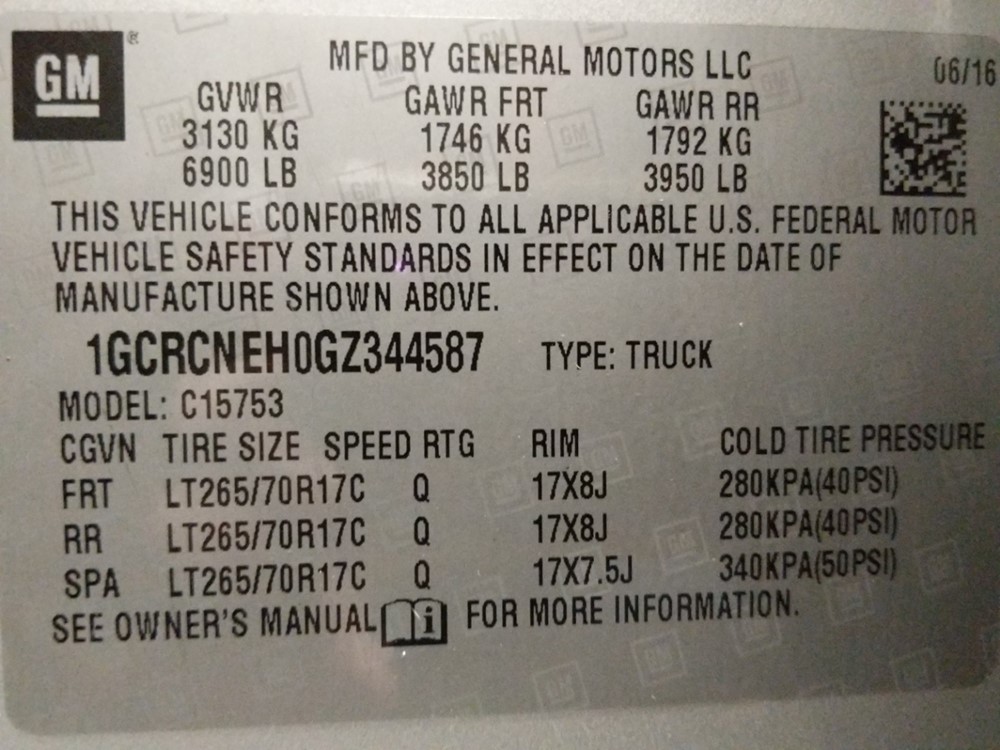 GM®
MFD BY GENERAL MOTORS LLC 06/16
GVWR GAWR FRT GAWR RR
3130 KG 1746 KG 1792 KG
6900 LB 3850 LB 3950 LB
THIS VEHICLE CONFORMS TO ALL APPLICABLE U.S. FEDERAL MOTOR
VEHICLE SAFETY STANDARDS IN EFFECT ON THE DATE OF
MANUFACTURE SHOWN ABOVE.
1GCRCNEH0GZ344587 TYPE: TRUCK
MODEL: C15753
CGVN TIRE SIZE SPEED RTG RIM COLD TIRE PRESSURE
FRT LT265/70R17C Q 17X8J 280KPA(40PSI)
RR LT265/70R17C Q 17X8J 280KPA(40PSI)
SPA LT265/70R17C Q 17X7.5J 340KPA(50PSI)
SEE OWNER'S MANUAL i FOR MORE INFORMATION.